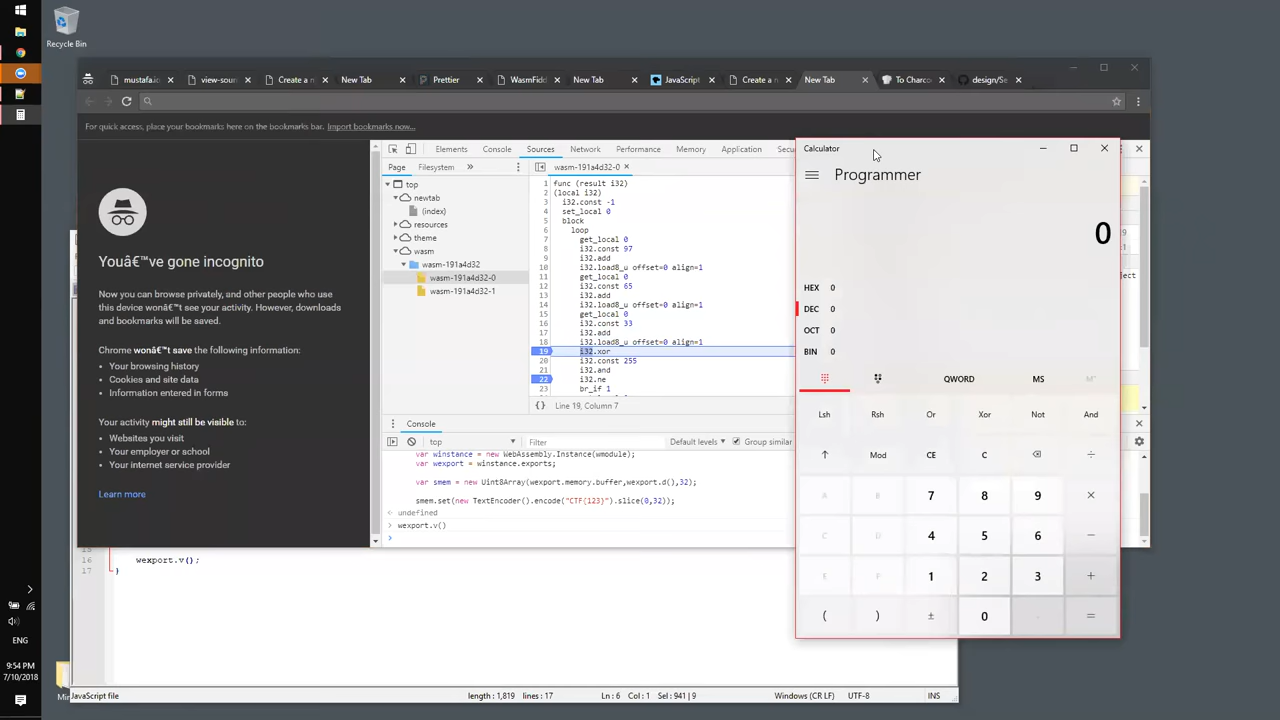 Recycle Bin
mustafa.io
view-soun
Create a n
New Tab
Prettier
WasmFidd
New Tab
JavaScript
Create a n
New Tab
To Charco
design/Se
For quick access, place your bookmarks here on the bookmarks bar. Import bookmarks now...
Elements Console Sources Network Performance Memory Application Secu
Page Filesystem »
wasm-191a4d32-0
top
newtab
(index)
resources
theme
wasm
wasm-191a4d32
wasm-191a4d32-0
wasm-191a4d32-1
1 func (result i32)
2 (local i32)
3 i32.const -1
4 set_local 0
5 block
6 loop
7 get_local 0
8 i32.const 97
9 i32.add
10 i32.load8_u offset=0 align=1
11 get_local 0
12 i32.const 65
13 i32.add
14 i32.load8_u offset=0 align=1
15 get_local 0
16 i32.const 33
17 i32.add
18 i32.load8_u offset=0 align=1
19 i32.xor
20 i32.const 255
21 i32.and
22 i32.ne
23 br_if 1
{} Line 19, Column 7
Youâ€™ve gone incognito
Now you can browse privately, and other people who use
this device wonâ€™t see your activity. However, downloads
and bookmarks will be saved.
Chrome wonâ€™t save the following information:
• Your browsing history
• Cookies and site data
• Information entered in forms
Your activity might still be visible to:
• Websites you visit
• Your employer or school
• Your internet service provider
Learn more
Console
top
Filter
Default levels
Group similar
var winstance = new WebAssembly.Instance(wmodule);
var wexport = winstance.exports;
var smem = new Uint8Array(wexport.memory.buffer,wexport.d(),32);
smem.set(new TextEncoder().encode("CTF{123}").slice(0,32));
undefined
wexport.v()
Calculator
Programmer
0
HEX 0
DEC 0
OCT 0
BIN 0
QWORD MS
Lsh Rsh Or Xor Not And
↑ Mod CE C ÷
A B 7 8 9 ×
C D 4 5 6 −
E F 1 2 3 +
( ) ± 0 . =
16 wexport.v();
17 }
JavaScript file
length : 1,819 lines : 17
Ln : 6 Col : 1 Sel : 941 | 9
Windows (CR LF)
UTF-8
INS
ENG
9:54 PM
7/10/2018